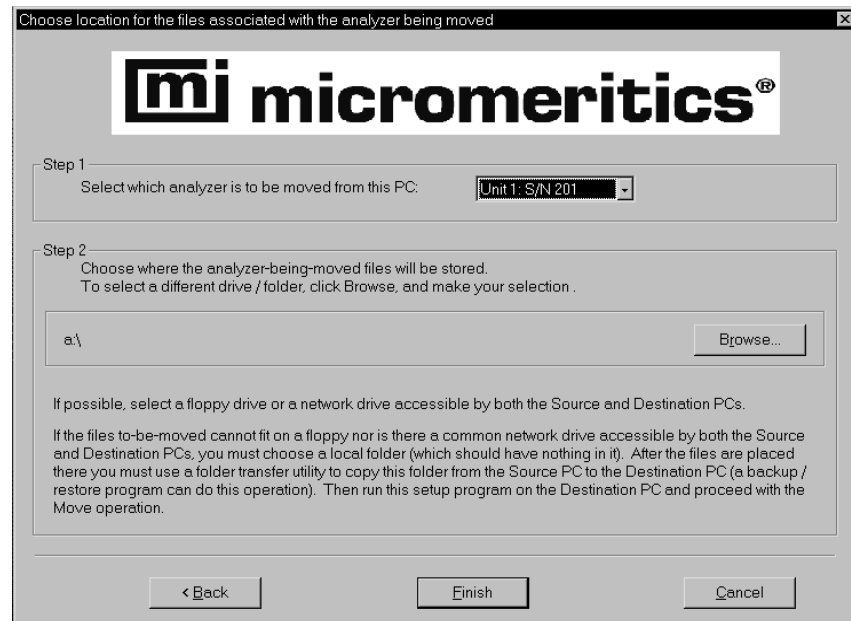 Choose location for the files associated with the analyzer being moved
mi micromeritics®
Step 1
Select which analyzer is to be moved from this PC:
Unit 1: S/N 201
Step 2
Choose where the analyzer-being-moved files will be stored.
To select a different drive / folder, click Browse, and make your selection .
a:\
Browse...
If possible, select a floppy drive or a network drive accessible by both the Source and Destination PCs.
If the files to-be-moved cannot fit on a floppy nor is there a common network drive accessible by both the Source
and Destination PCs, you must choose a local folder (which should have nothing in it). After the files are placed
there you must use a folder transfer utility to copy this folder from the Source PC to the Destination PC (a backup /
restore program can do this operation). Then run this setup program on the Destination PC and proceed with the
Move operation.
< Back
Finish
Cancel